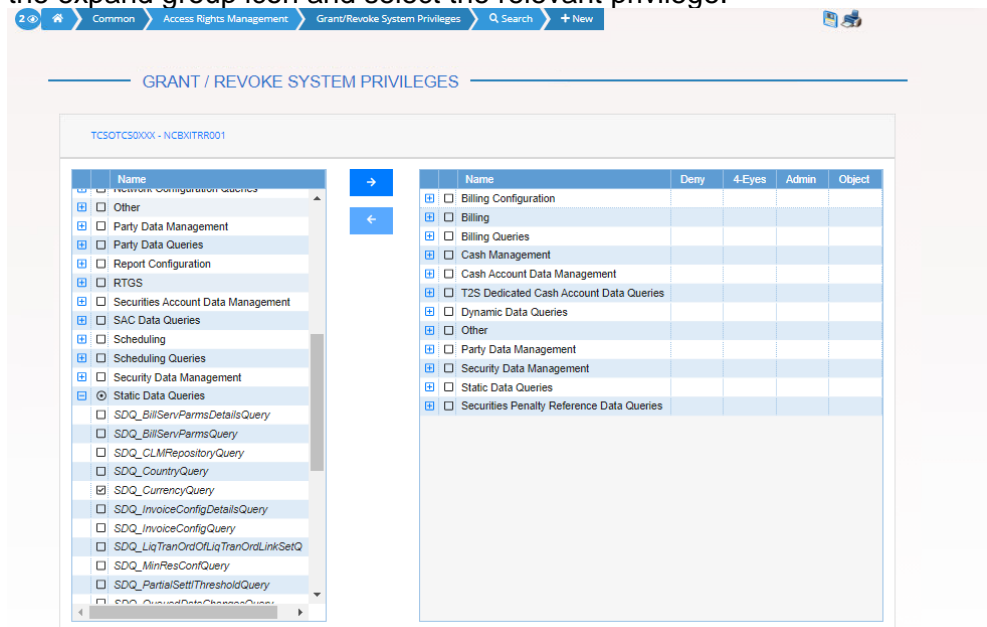 the expand group icon and select the relevant privilege.
2 Common Access Rights Management Grant/Revoke System Privileges Search + New
GRANT / REVOKE SYSTEM PRIVILEGES
TCSOTCS0XXX - NCBXITRR001
Name
Network Configuration Queries
Other
Party Data Management
Party Data Queries
Report Configuration
RTGS
Securities Account Data Management
SAC Data Queries
Scheduling
Scheduling Queries
Security Data Management
Static Data Queries
SDQ_BillServParmsDetailsQuery
SDQ_BillServParmsQuery
SDQ_CLMRepositoryQuery
SDQ_CountryQuery
SDQ_CurrencyQuery
SDQ_InvoiceConfigDetailsQuery
SDQ_InvoiceConfigQuery
SDQ_LiqTranOrdOfLiqTranOrdLinkSetQ
SDQ_MinResConfQuery
SDQ_PartialSettlThresholdQuery
SDQ_QueuedDataChangesQuery
Name Deny 4-Eyes Admin Object
Billing Configuration
Billing
Billing Queries
Cash Management
Cash Account Data Management
T2S Dedicated Cash Account Data Queries
Dynamic Data Queries
Other
Party Data Management
Security Data Management
Static Data Queries
Securities Penalty Reference Data Queries